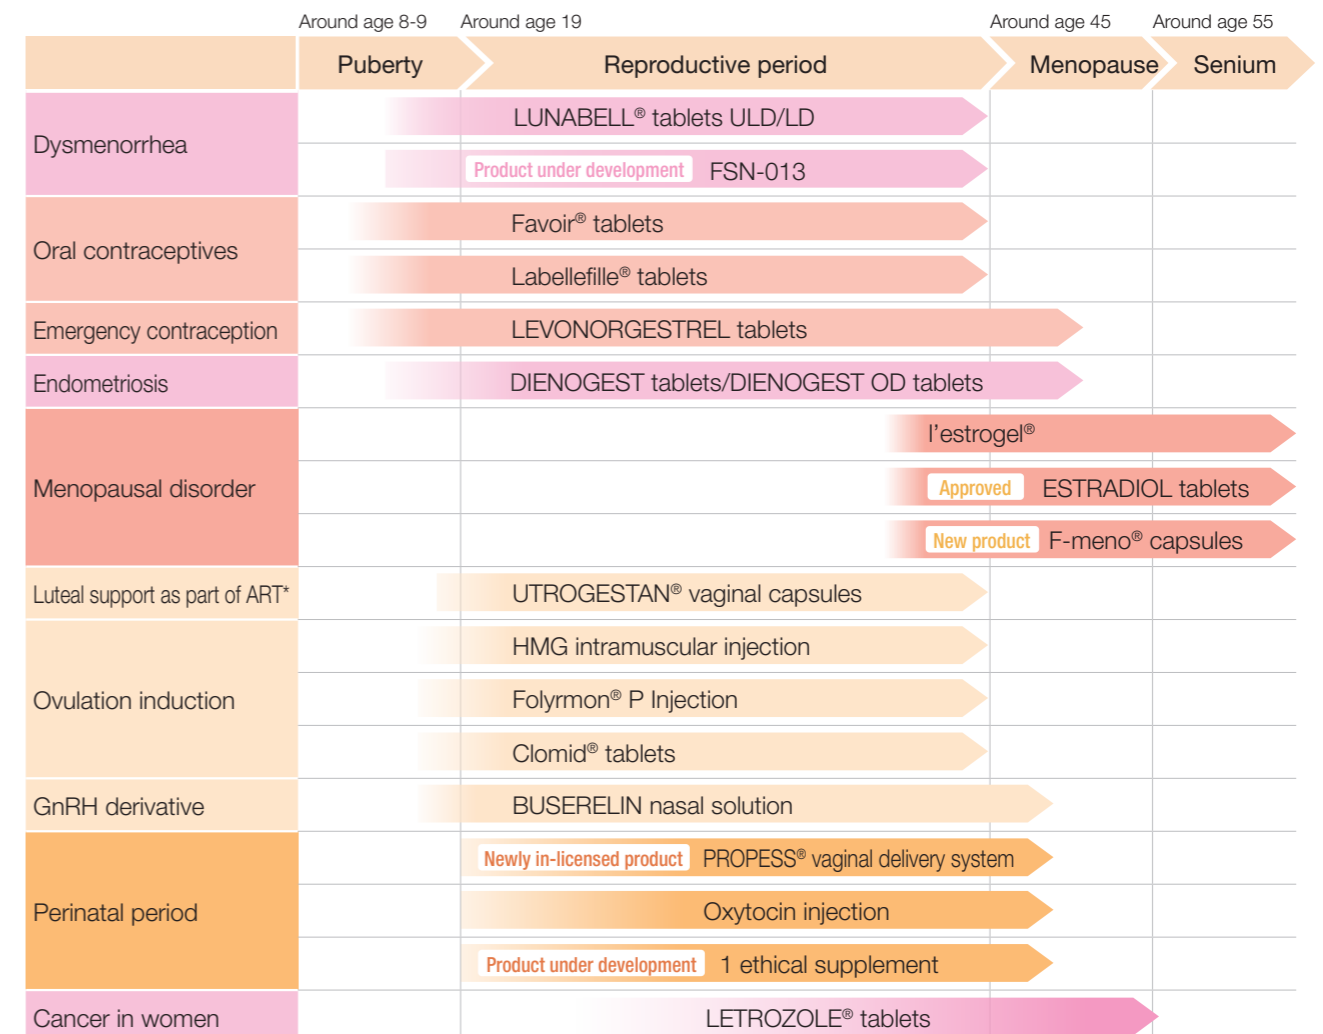 Around age 8-9 Around age 19 Around age 45 Around age 55
Puberty Reproductive period Menopause Senium
Dysmenorrhea
LUNABELL® tablets ULD/LD
Product under development FSN-013
Oral contraceptives
Favoir® tablets
Labellefille® tablets
Emergency contraception LEVONORGESTREL tablets
Endometriosis DIENOGEST tablets/DIENOGEST OD tablets
Menopausal disorder
l’estrogel®
Approved ESTRADIOL tablets
New product F-meno® capsules
Luteal support as part of ART* UTROGESTAN® vaginal capsules
Ovulation induction
HMG intramuscular injection
Folyrmon® P Injection
Clomid® tablets
GnRH derivative BUSERELIN nasal solution
Perinatal period
Newly in-licensed product PROPESS® vaginal delivery system
Oxytocin injection
Product under development 1 ethical supplement
Cancer in women LETROZOLE® tablets